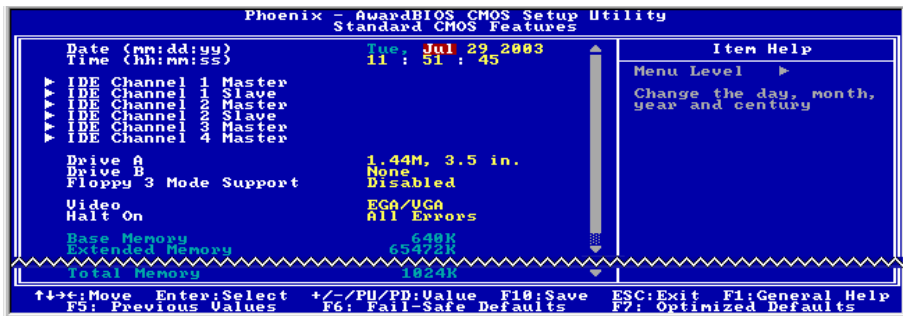 Phoenix - AwardBIOS CMOS Setup Utility
Standard CMOS Features
Date (mm:dd:yy) Tue, Jul 29 2003
Time (hh:mm:ss) 11 : 51 : 45
IDE Channel 1 Master
IDE Channel 1 Slave
IDE Channel 2 Master
IDE Channel 2 Slave
IDE Channel 3 Master
IDE Channel 4 Master
Drive A 1.44M, 3.5 in.
Drive B None
Floppy 3 Mode Support Disabled
Video EGA/VGA
Halt On All Errors
Base Memory 640K
Extended Memory 65472K
Total Memory 1024K
Item Help
Menu Level ►
Change the day, month,
year and century
↑↓→←:Move Enter:Select +/-/PU/PD:Value F10:Save ESC:Exit F1:General Help
F5: Previous Values F6: Fail-Safe Defaults F7: Optimized Defaults